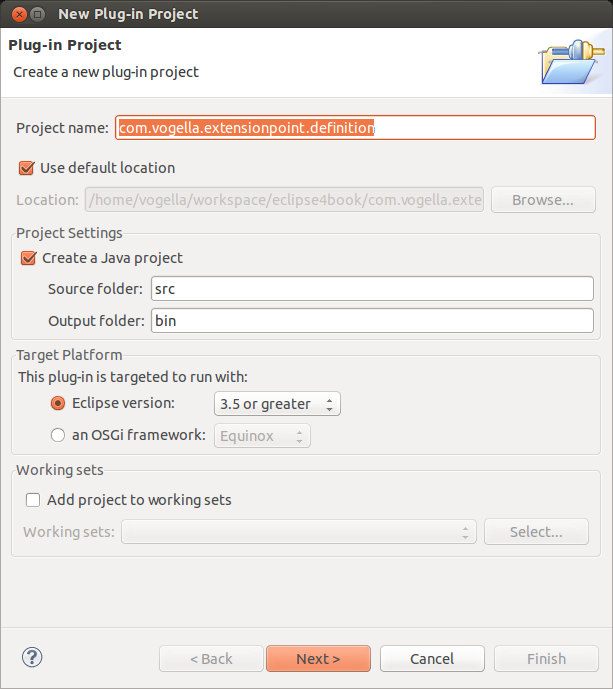 New Plug-in Project
Plug-in Project
Create a new plug-in project
Project name: com.vogella.extensionpoint.definition
Use default location
Location: /home/vogella/workspace/eclipse4book/com.vogella.exte Browse...
Project Settings
Create a Java project
Source folder: src
Output folder: bin
Target Platform
This plug-in is targeted to run with:
Eclipse version: 3.5 or greater
an OSGi framework: Equinox
Working sets
Add project to working sets
Working sets: Select...
? < Back Next > Cancel Finish